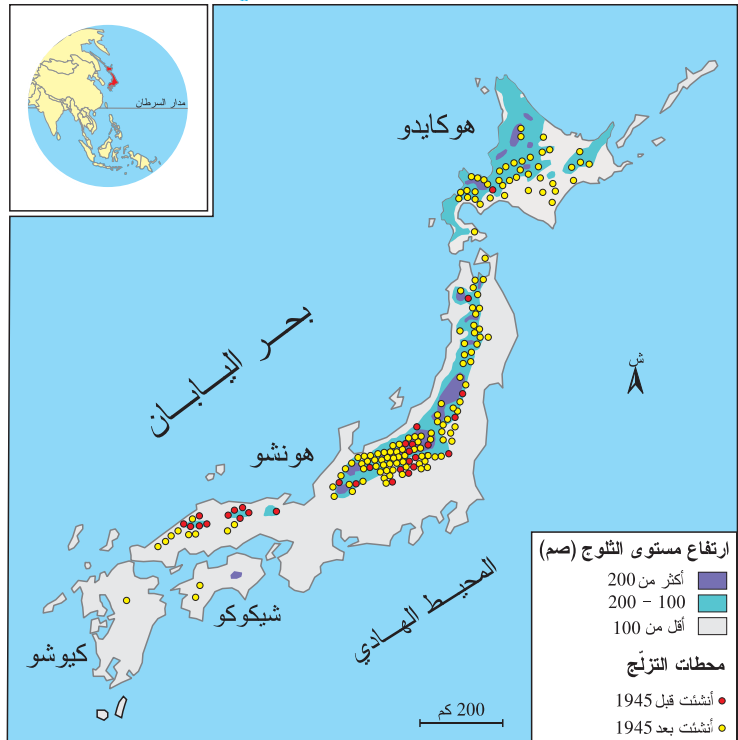 مدار السرطان
هوكايدو
بحر اليابان
ش
هونشو
المحيط الهادي
شيكوكو
كيوشو
200 كم
ارتفاع مستوى الثلوج (صم)
أكثر من 200
100 – 200
أقل من 100
محطات التزلّج
أنشئت قبل 1945
أنشئت بعد 1945